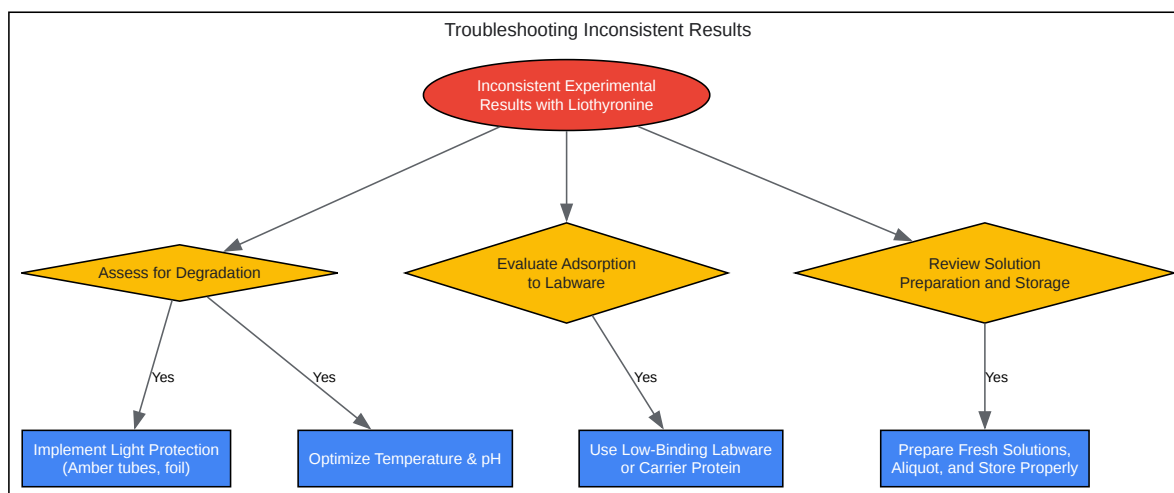 Troubleshooting Inconsistent Results
Inconsistent Experimental
Results with Liothyronine
Assess for Degradation
Evaluate Adsorption
to Labware
Review Solution
Preparation and Storage
Yes
Yes
Yes
Yes
Implement Light Protection
(Amber tubes, foil)
Optimize Temperature & pH
Use Low-Binding Labware
or Carrier Protein
Prepare Fresh Solutions,
Aliquot, and Store Properly